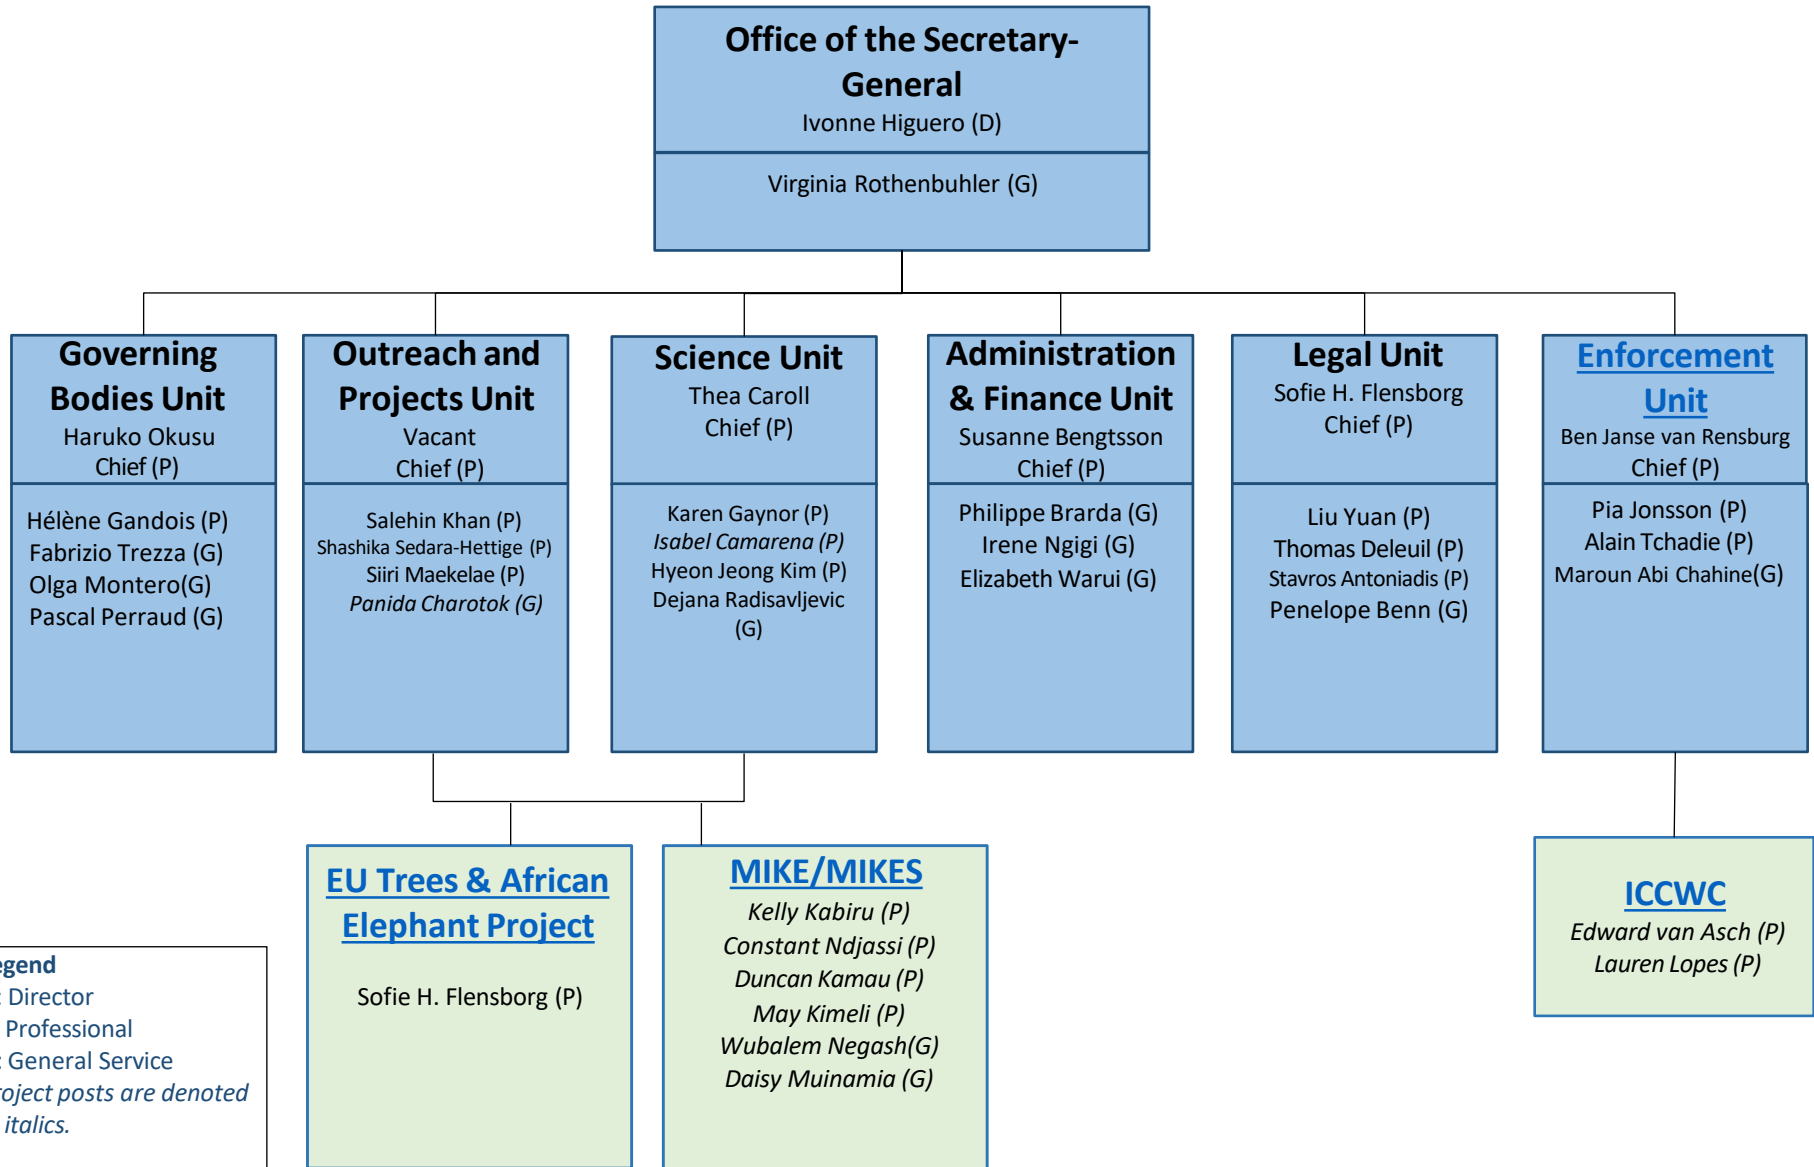 Office of the Secretary-
General
Ivonne Higuero (D)
Virginia Rothenbuhler (G)
Governing
Bodies Unit
Haruko Okusu
Chief (P)
Hélène Gandois (P)
Fabrizio Trezza (G)
Olga Montero(G)
Pascal Perraud (G)
Outreach and
Projects Unit
Vacant
Chief (P)
Salehin Khan (P)
Shashika Sedara-Hettige (P)
Siiri Maekelae (P)
Panida Charotok (G)
Science Unit
Thea Caroll
Chief (P)
Karen Gaynor (P)
Isabel Camarena (P)
Hyeon Jeong Kim (P)
Dejana Radisavljevic
(G)
Administration
& Finance Unit
Susanne Bengtsson
Chief (P)
Philippe Brarda (G)
Irene Ngigi (G)
Elizabeth Warui (G)
Legal Unit
Sofie H. Flensborg
Chief (P)
Liu Yuan (P)
Thomas Deleuil (P)
Stavros Antoniadis (P)
Penelope Benn (G)
Enforcement
Unit
Ben Janse van Rensburg
Chief (P)
Pia Jonsson (P)
Alain Tchadie (P)
Maroun Abi Chahine(G)
EU Trees & African
Elephant Project
Sofie H. Flensborg (P)
MIKE/MIKES
Kelly Kabiru (P)
Constant Ndjassi (P)
Duncan Kamau (P)
May Kimeli (P)
Wubalem Negash(G)
Daisy Muinamia (G)
ICCWC
Edward van Asch (P)
Lauren Lopes (P)
egend
: Director
Professional
: General Service
oject posts are denoted
italics.